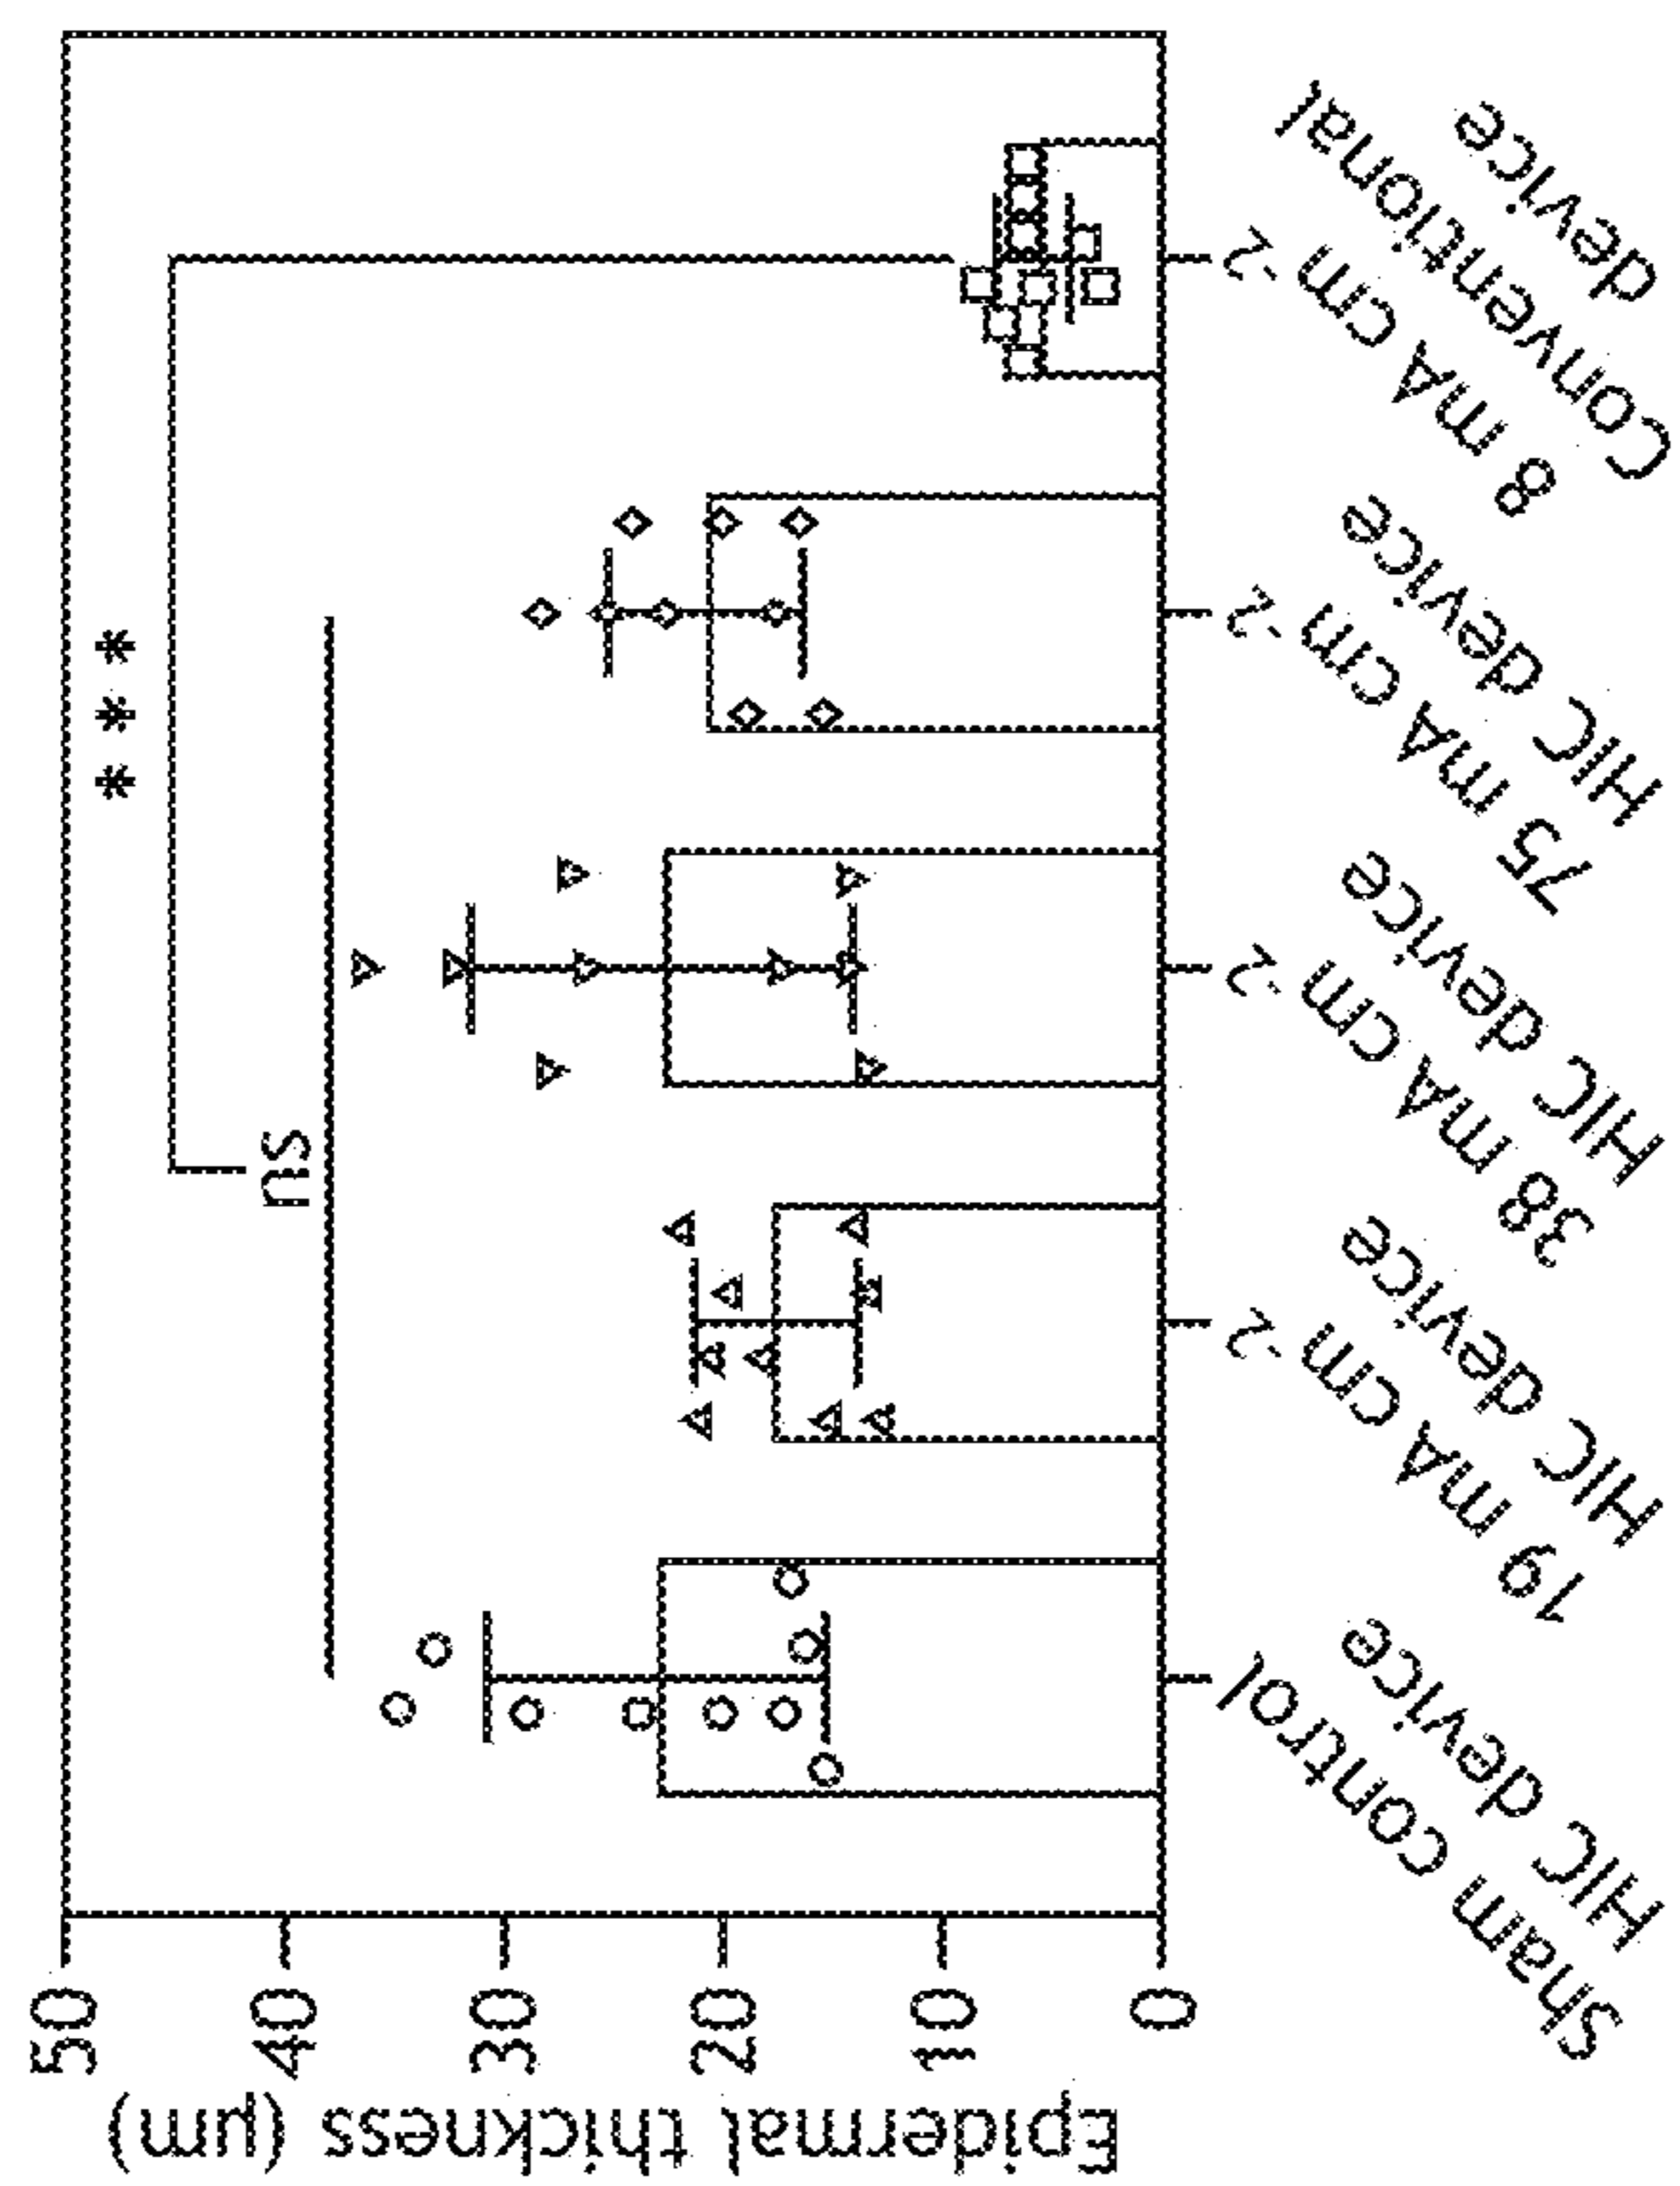 Epidermal thickness (μm)
50
40
30
20
10
0
* * *
ns
Sham control
HIC device
19 mA cm-2
HIC device
38 mA cm-2
HIC device
75 mA cm-2
HIC device
8 mA cm-2
Conventional
device